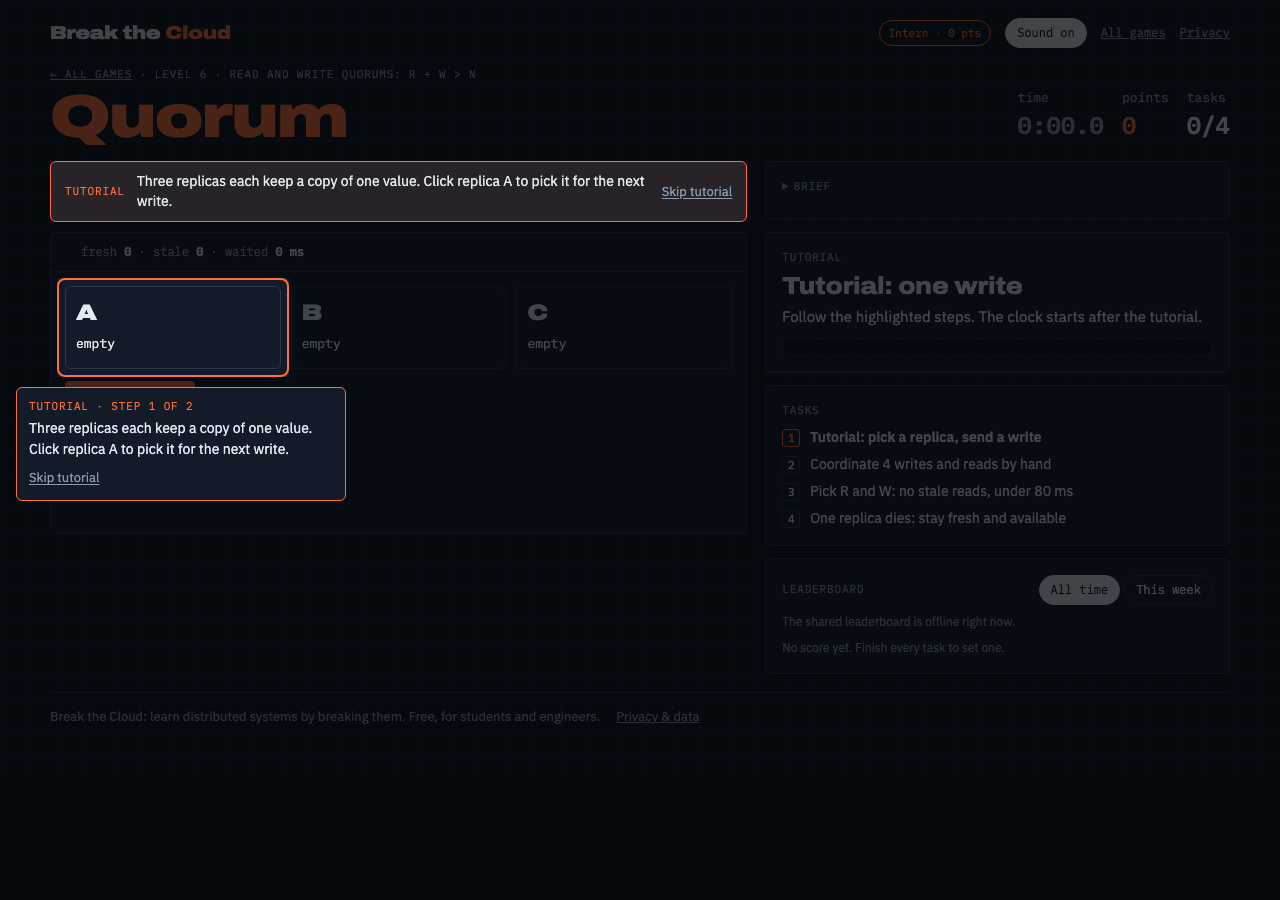 Break the Cloud
Intern · 0 pts
Sound on
All games
Privacy
← ALL GAMES · LEVEL 6 · READ AND WRITE QUORUMS: R + W > N
Quorum
time
points
tasks
0:00.0
0
0/4
TUTORIAL
Three replicas each keep a copy of one value. Click replica A to pick it for the next
write.
Skip tutorial
▶ BRIEF
fresh 0 · stale 0 · waited 0 ms
A
empty
B
empty
C
empty
TUTORIAL · STEP 1 OF 2
Three replicas each keep a copy of one value.
Click replica A to pick it for the next write.
Skip tutorial
TUTORIAL
Tutorial: one write
Follow the highlighted steps. The clock starts after the tutorial.
TASKS
1 Tutorial: pick a replica, send a write
2 Coordinate 4 writes and reads by hand
3 Pick R and W: no stale reads, under 80 ms
4 One replica dies: stay fresh and available
LEADERBOARD
All time
This week
The shared leaderboard is offline right now.
No score yet. Finish every task to set one.
Break the Cloud: learn distributed systems by breaking them. Free, for students and engineers.
Privacy & data